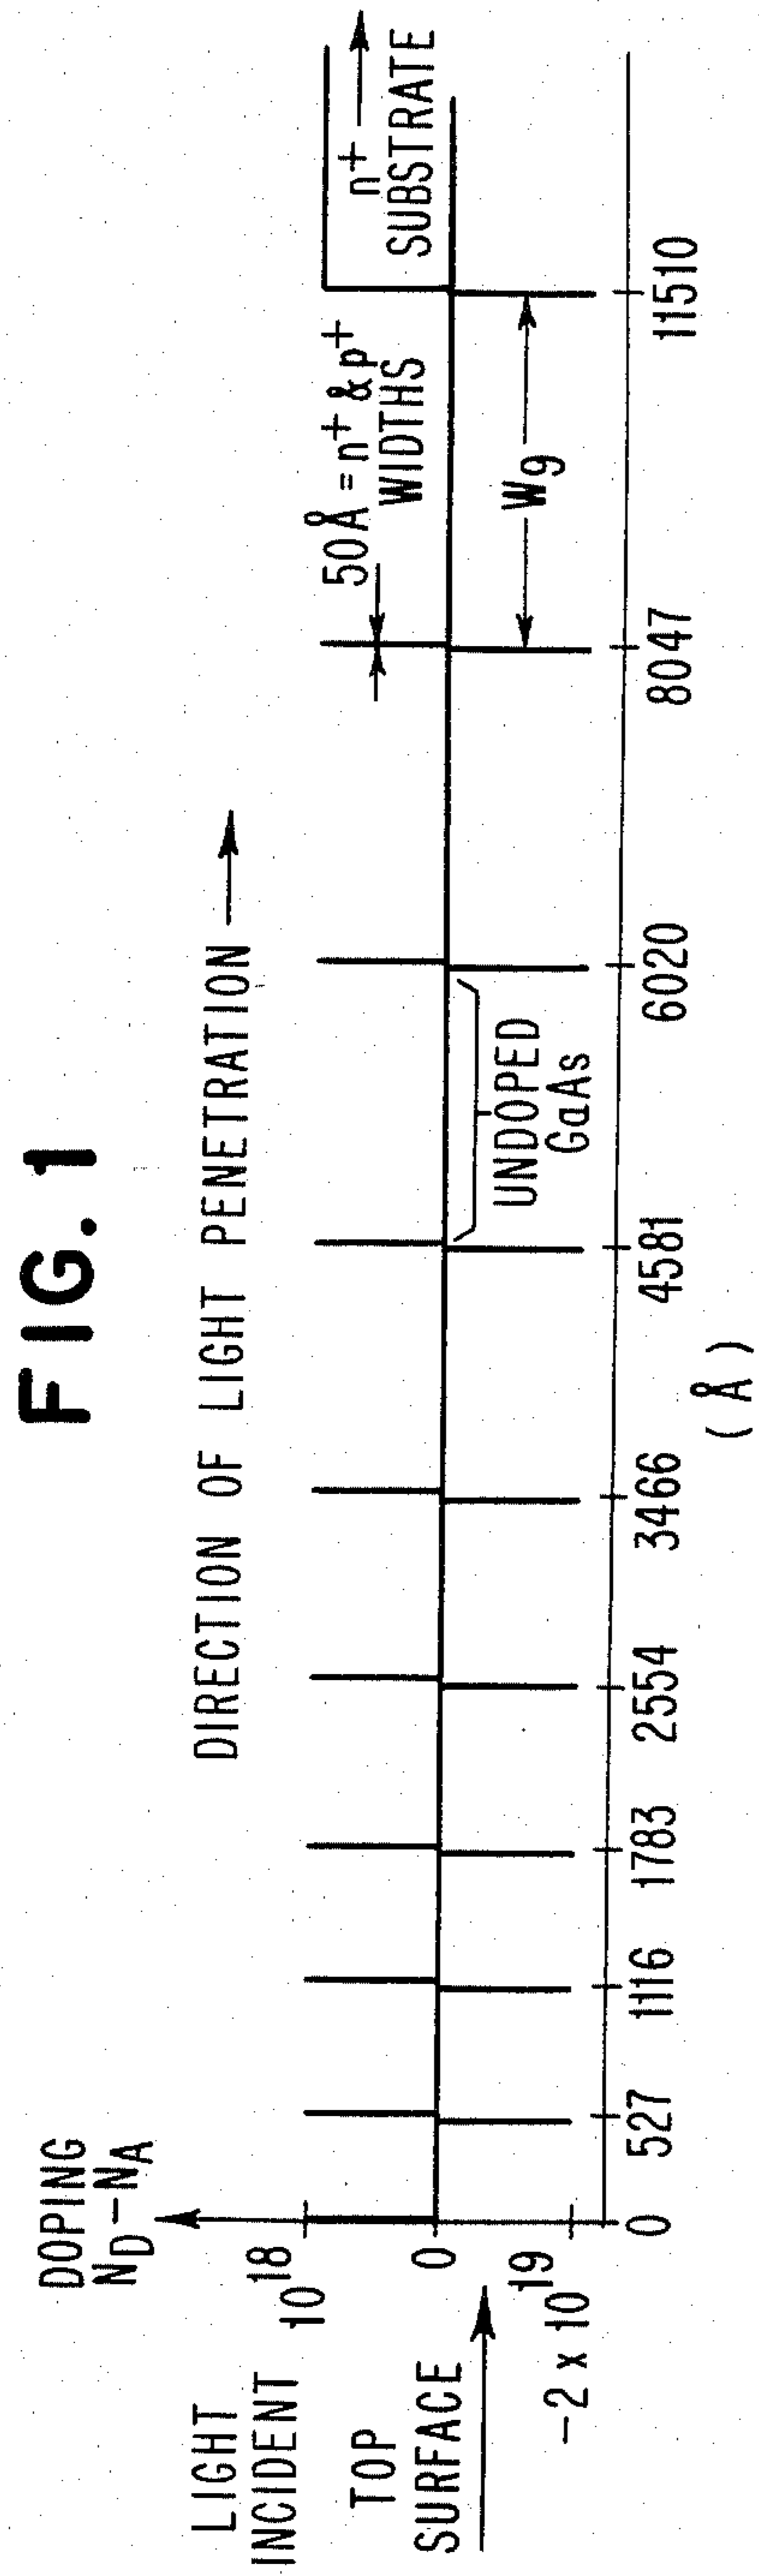 FIG. 1
DOPING
N_D-N_A
DIRECTION OF LIGHT PENETRATION
LIGHT
INCIDENT
TOP
SURFACE
10^18
0
-2 x 10^19
50Å = n^+ & p^+
WIDTHS
n^+
SUBSTRATE
UNDOPED
GaAs
W_9
0 527 1116 1783 2554 3466 4581 6020 8047 11510
(Å)